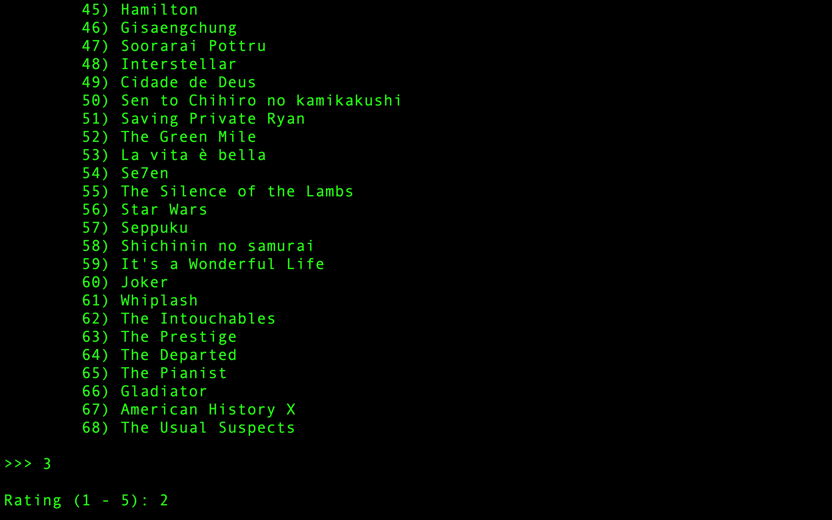 45) Hamilton
46) Gisaengchung
47) Soorarai Pottru
48) Interstellar
49) Cidade de Deus
50) Sen to Chihiro no kamikakushi
51) Saving Private Ryan
52) The Green Mile
53) La vita è bella
54) Se7en
55) The Silence of the Lambs
56) Star Wars
57) Seppuku
58) Shichinin no samurai
59) It's a Wonderful Life
60) Joker
61) Whiplash
62) The Intouchables
63) The Prestige
64) The Departed
65) The Pianist
66) Gladiator
67) American History X
68) The Usual Suspects
>>> 3
Rating (1 - 5): 2